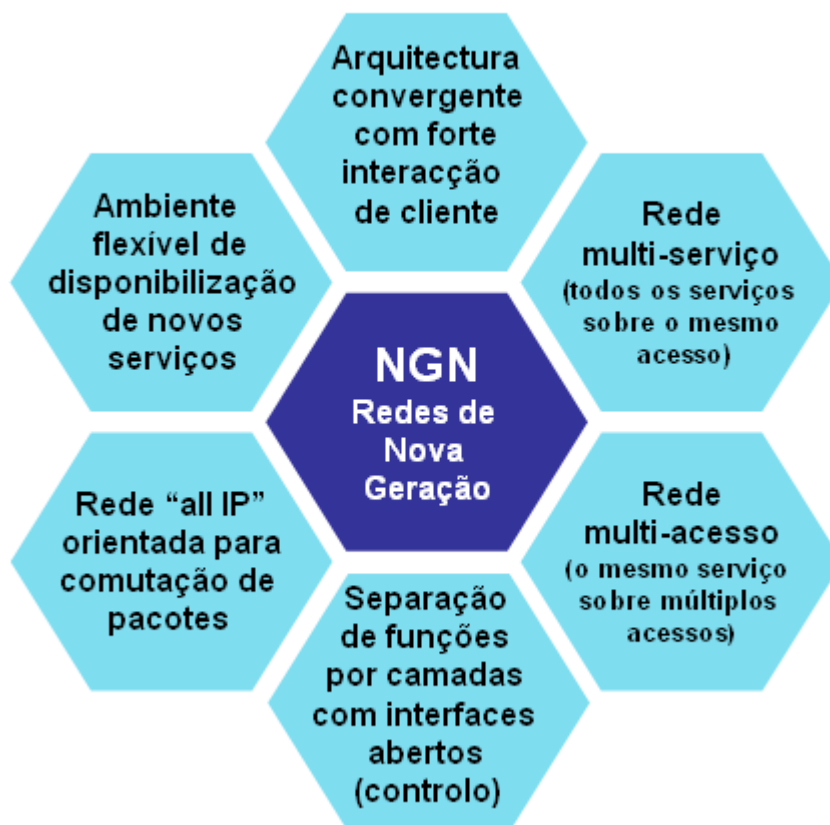 Arquitectura
convergente
com forte
interacção
de cliente
Ambiente
flexível de
disponibilização
de novos
serviços
Rede
multi-serviço
(todos os serviços
sobre o mesmo
acesso)
NGN
Redes de
Nova
Geração
Rede “all IP”
orientada para
comutação de
pacotes
Rede
multi-acesso
(o mesmo serviço
sobre múltiplos
acessos)
Separação
de funções
por camadas
com interfaces
abertos
(controlo)